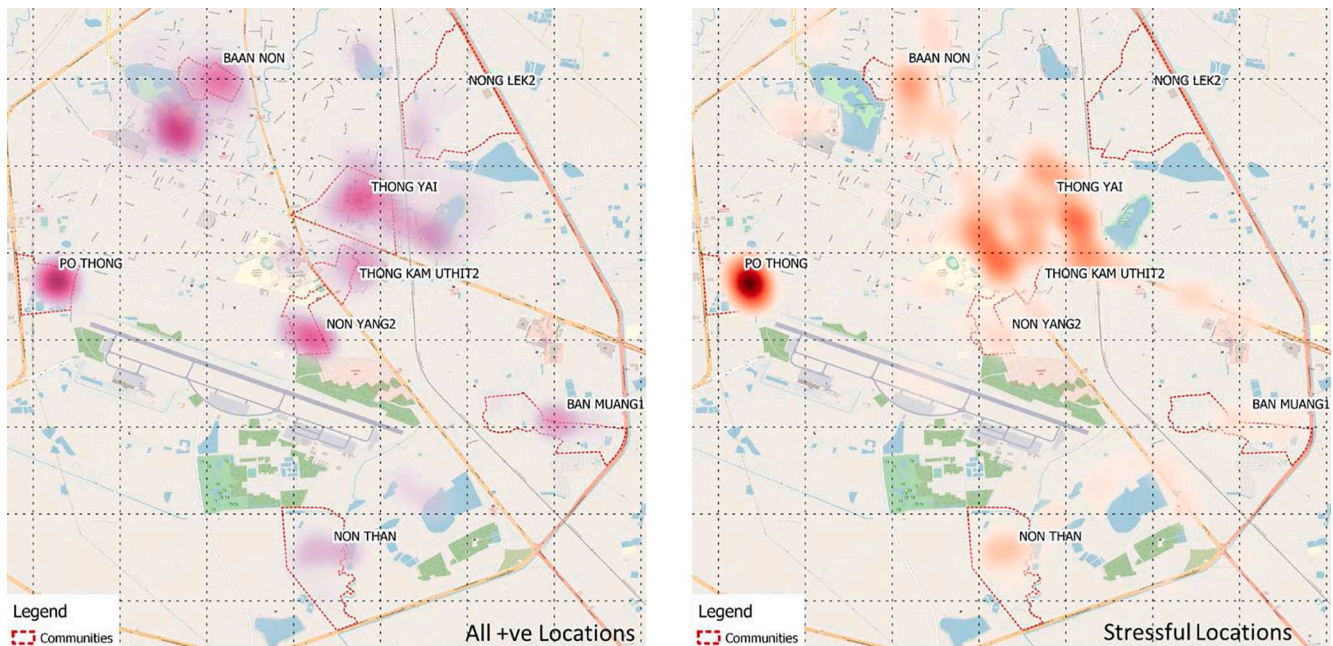 BAAN NON
NONG LEK2
THONG YAI
PO THONG
THONG KAM UTHIT2
NON YANG2
BAN MUANG1
NON THAN
Legend
Communities
All +ve Locations
BAAN NON
NONG LEK2
THONG YAI
PO THONG
THONG KAM UTHIT2
NON YANG2
BAN MUANG1
NON THAN
Legend
Communities
Stressful Locations